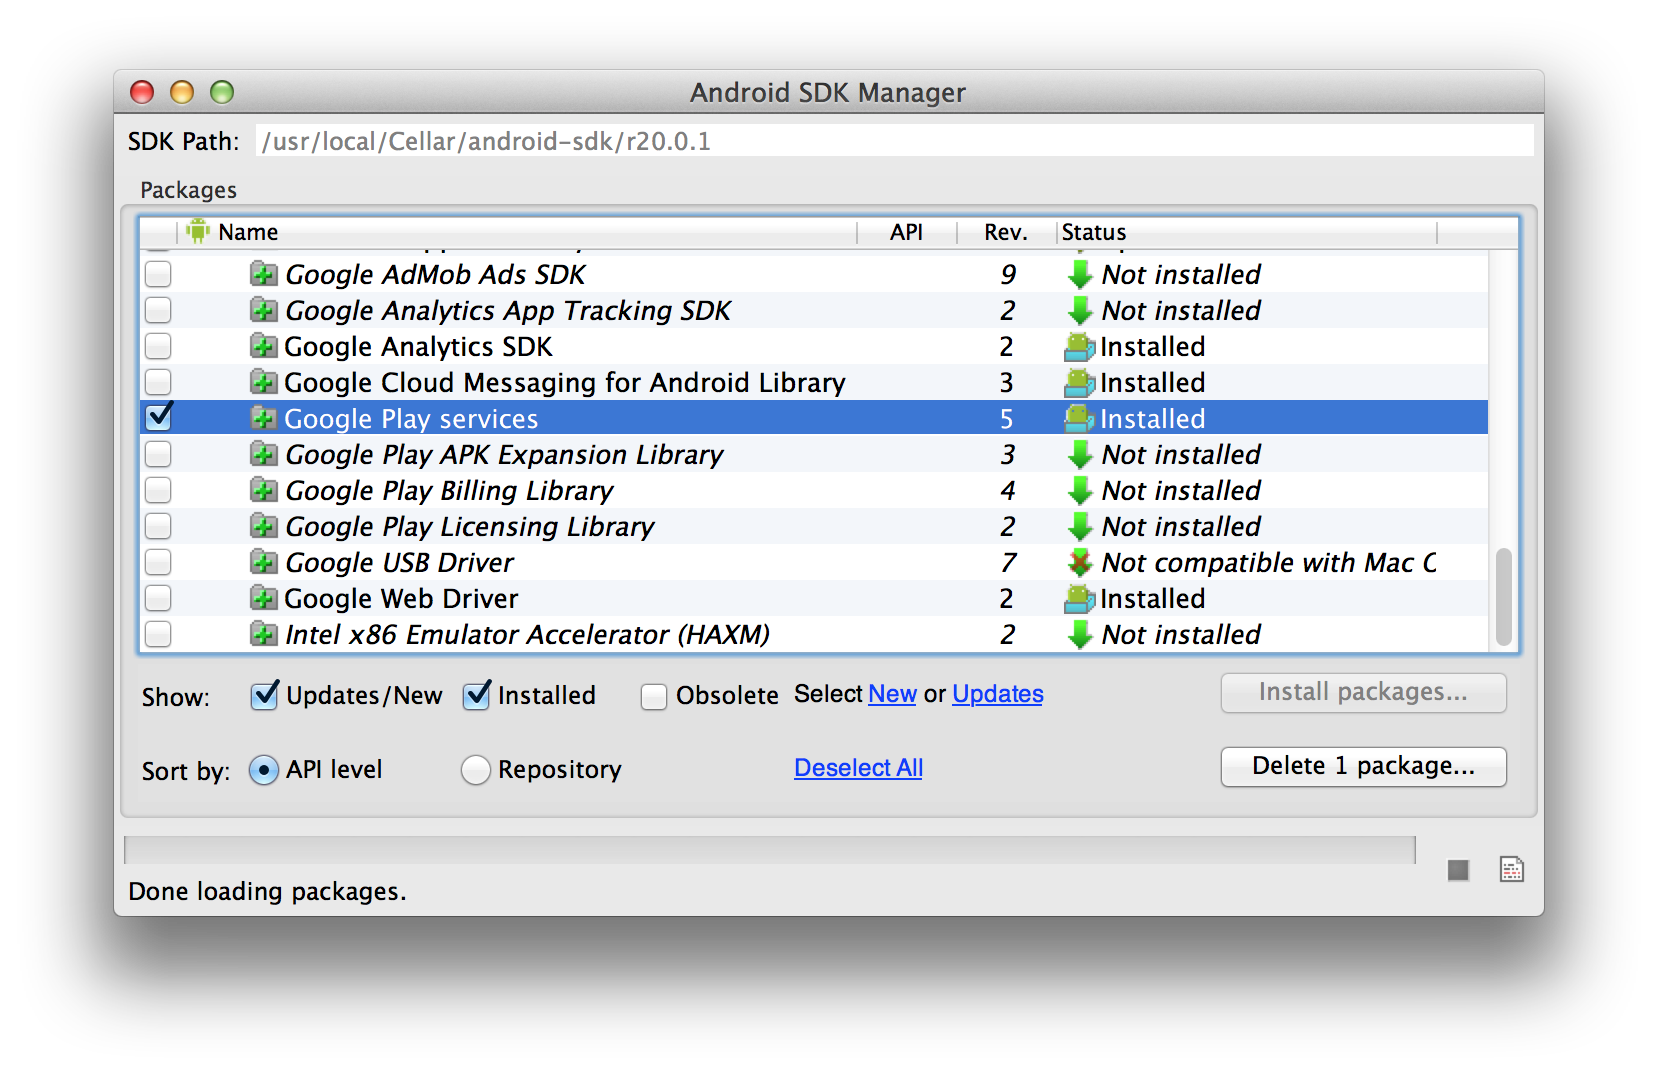 Android SDK Manager
SDK Path: /usr/local/Cellar/android-sdk/r20.0.1
Packages
Name API Rev. Status
Google AdMob Ads SDK 9 Not installed
Google Analytics App Tracking SDK 2 Not installed
Google Analytics SDK 2 Installed
Google Cloud Messaging for Android Library 3 Installed
Google Play services 5 Installed
Google Play APK Expansion Library 3 Not installed
Google Play Billing Library 4 Not installed
Google Play Licensing Library 2 Not installed
Google USB Driver 7 Not compatible with Mac
Google Web Driver 2 Installed
Intel x86 Emulator Accelerator (HAXM) 2 Not installed
Show: Updates/New Installed Obsolete Select New or Updates Install packages...
Sort by: API level Repository Deselect All Delete 1 package...
Done loading packages.